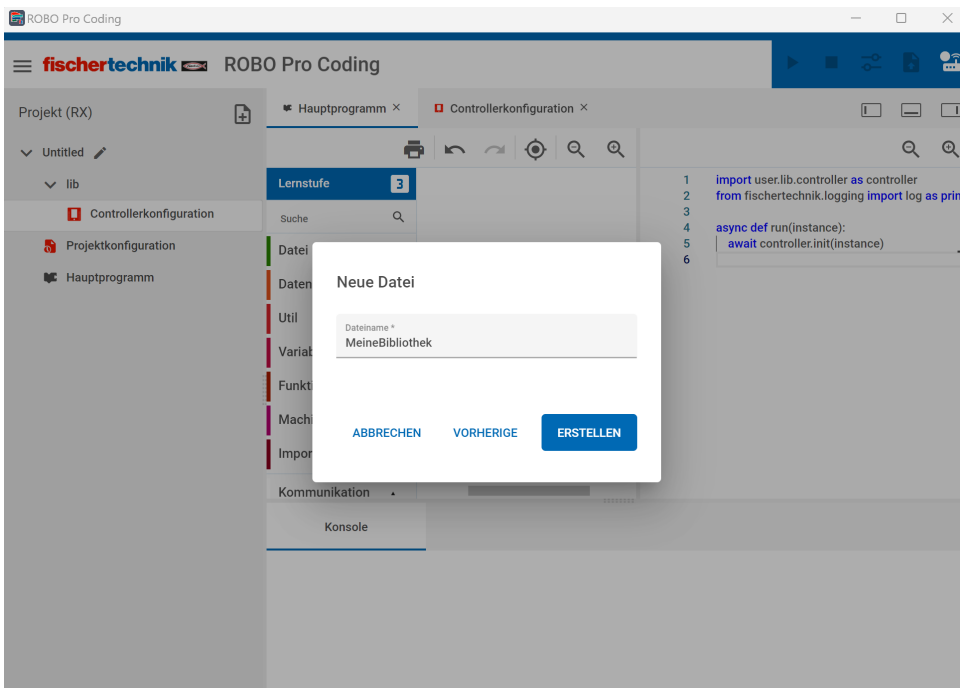 ROBO Pro Coding
fischertechnik ROBO Pro Coding
Projekt (RX)
Hauptprogramm
Controllerkonfiguration
Untitled
lib
Controllerkonfiguration
Projektkonfiguration
Hauptprogramm
Lernstufe 3
Suche
Datei
Daten
Util
Variab
Funkti
Machi
Impor
Kommunikation
1 import user.lib.controller as controller
2 from fischertechnik.logging import log as prin
3
4 async def run(instance):
5 await controller.init(instance)
6
Neue Datei
Dateiname *
MeineBibliothek
ABBRECHEN VORHERIGE ERSTELLEN
Konsole